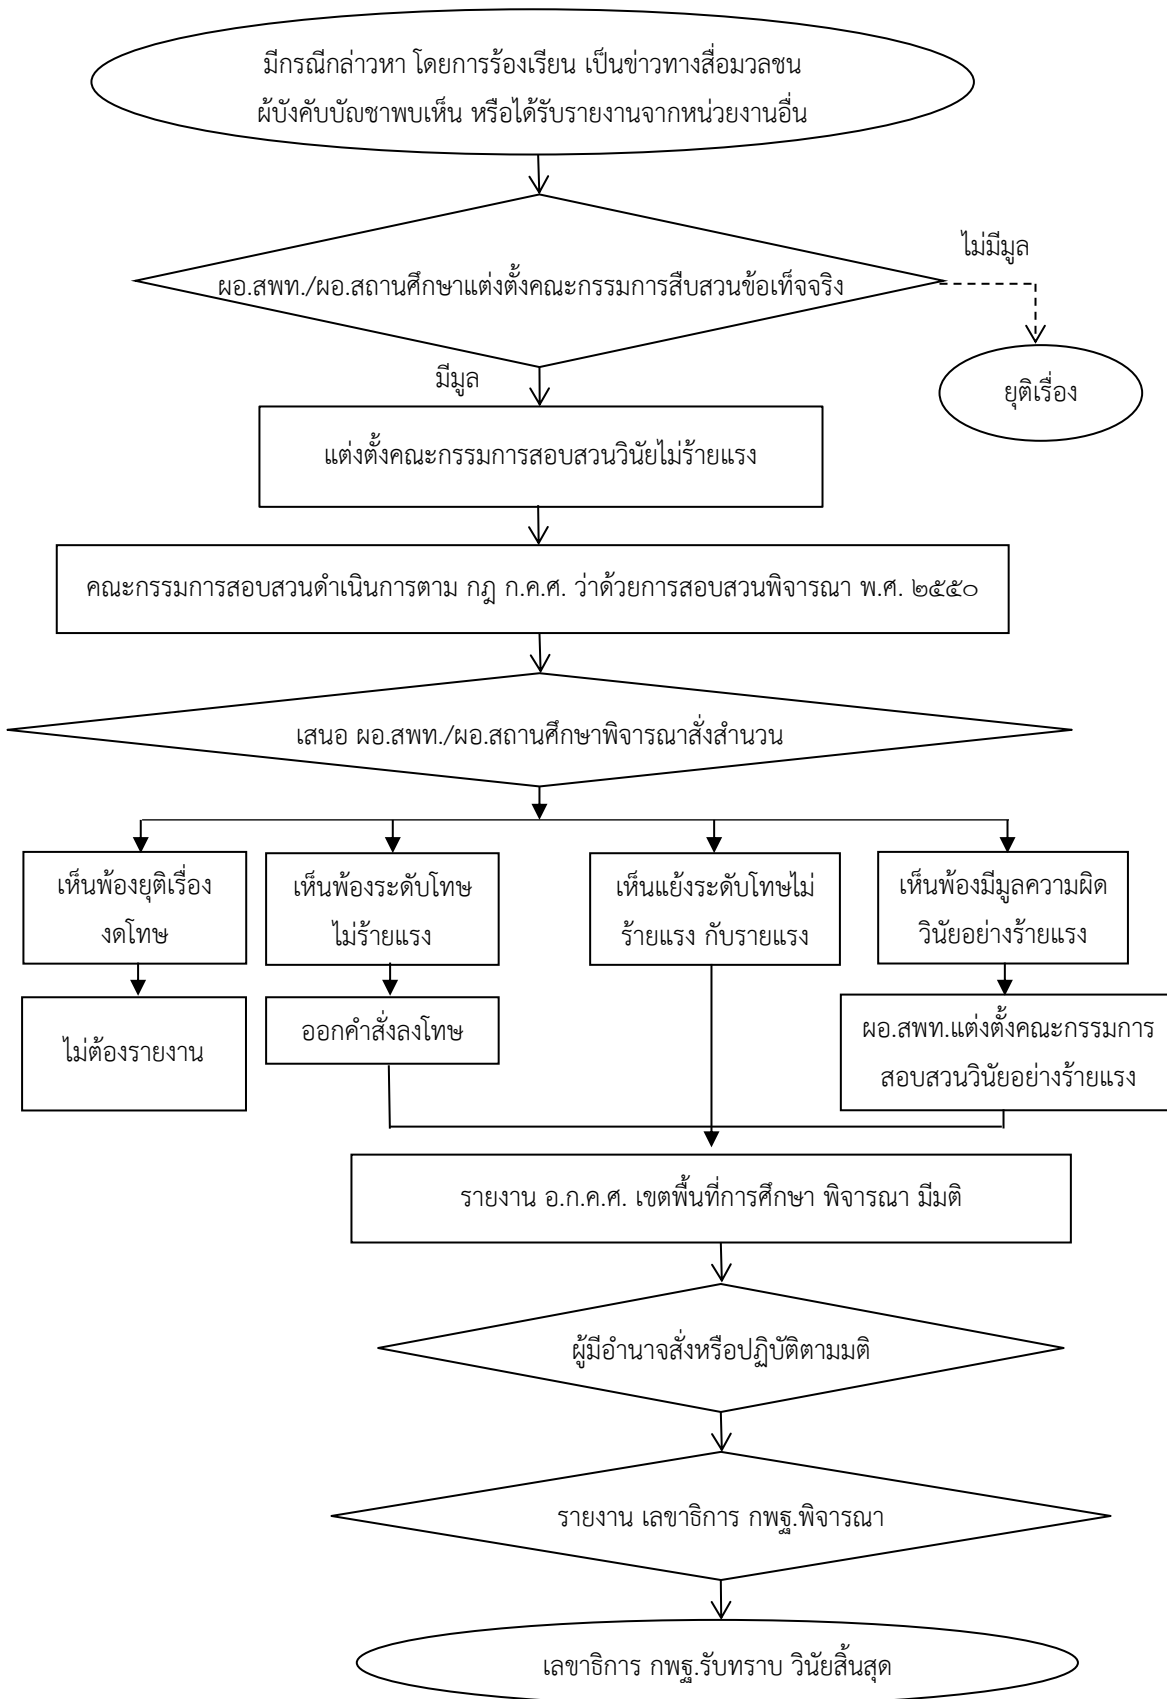 มีกรณีกล่าวหา โดยการร้องเรียน เป็นข่าวทางสื่อมวลชน
ผู้บังคับบัญชาพบเห็น หรือได้รับรายงานจากหน่วยงานอื่น
ไม่มีมูล
ผอ.สพท./ผอ.สถานศึกษาแต่งตั้งคณะกรรมการสืบสวนข้อเท็จจริง
มีมูล
ยุติเรื่อง
แต่งตั้งคณะกรรมการสอบสวนวินัยไม่ร้ายแรง
คณะกรรมการสอบสวนดำเนินการตาม กฎ ก.ค.ศ. ว่าด้วยการสอบสวนพิจารณา พ.ศ. ๒๕๕๐
เสนอ ผอ.สพท./ผอ.สถานศึกษาพิจารณาสั่งสำนวน
เห็นพ้องยุติเรื่อง
งดโทษ
เห็นพ้องระดับโทษ
ไม่ร้ายแรง
เห็นแย้งระดับโทษไม่
ร้ายแรง กับรายแรง
เห็นพ้องมีมูลความผิด
วินัยอย่างร้ายแรง
ไม่ต้องรายงาน
ออกคำสั่งลงโทษ
ผอ.สพท.แต่งตั้งคณะกรรมการ
สอบสวนวินัยอย่างร้ายแรง
รายงาน อ.ก.ค.ศ. เขตพื้นที่การศึกษา พิจารณา มีมติ
ผู้มีอำนาจสั่งหรือปฏิบัติตามมติ
รายงาน เลขาธิการ กพฐ.พิจารณา
เลขาธิการ กพฐ.รับทราบ วินัยสิ้นสุด